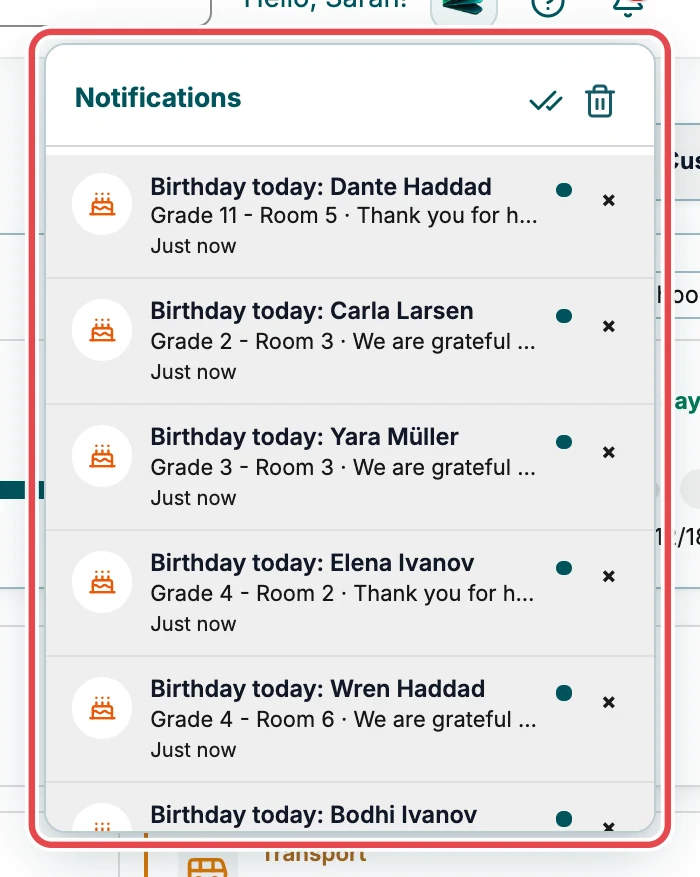 Hello, Sarah!
Notifications
Birthday today: Dante Haddad
Grade 11 - Room 5 · Thank you for h...
Just now
Birthday today: Carla Larsen
Grade 2 - Room 3 · We are grateful ...
Just now
Birthday today: Yara Müller
Grade 3 - Room 3 · We are grateful ...
Just now
Birthday today: Elena Ivanov
Grade 4 - Room 2 · Thank you for h...
Just now
Birthday today: Wren Haddad
Grade 4 - Room 6 · We are grateful ...
Just now
Birthday today: Bodhi Ivanov
Transport